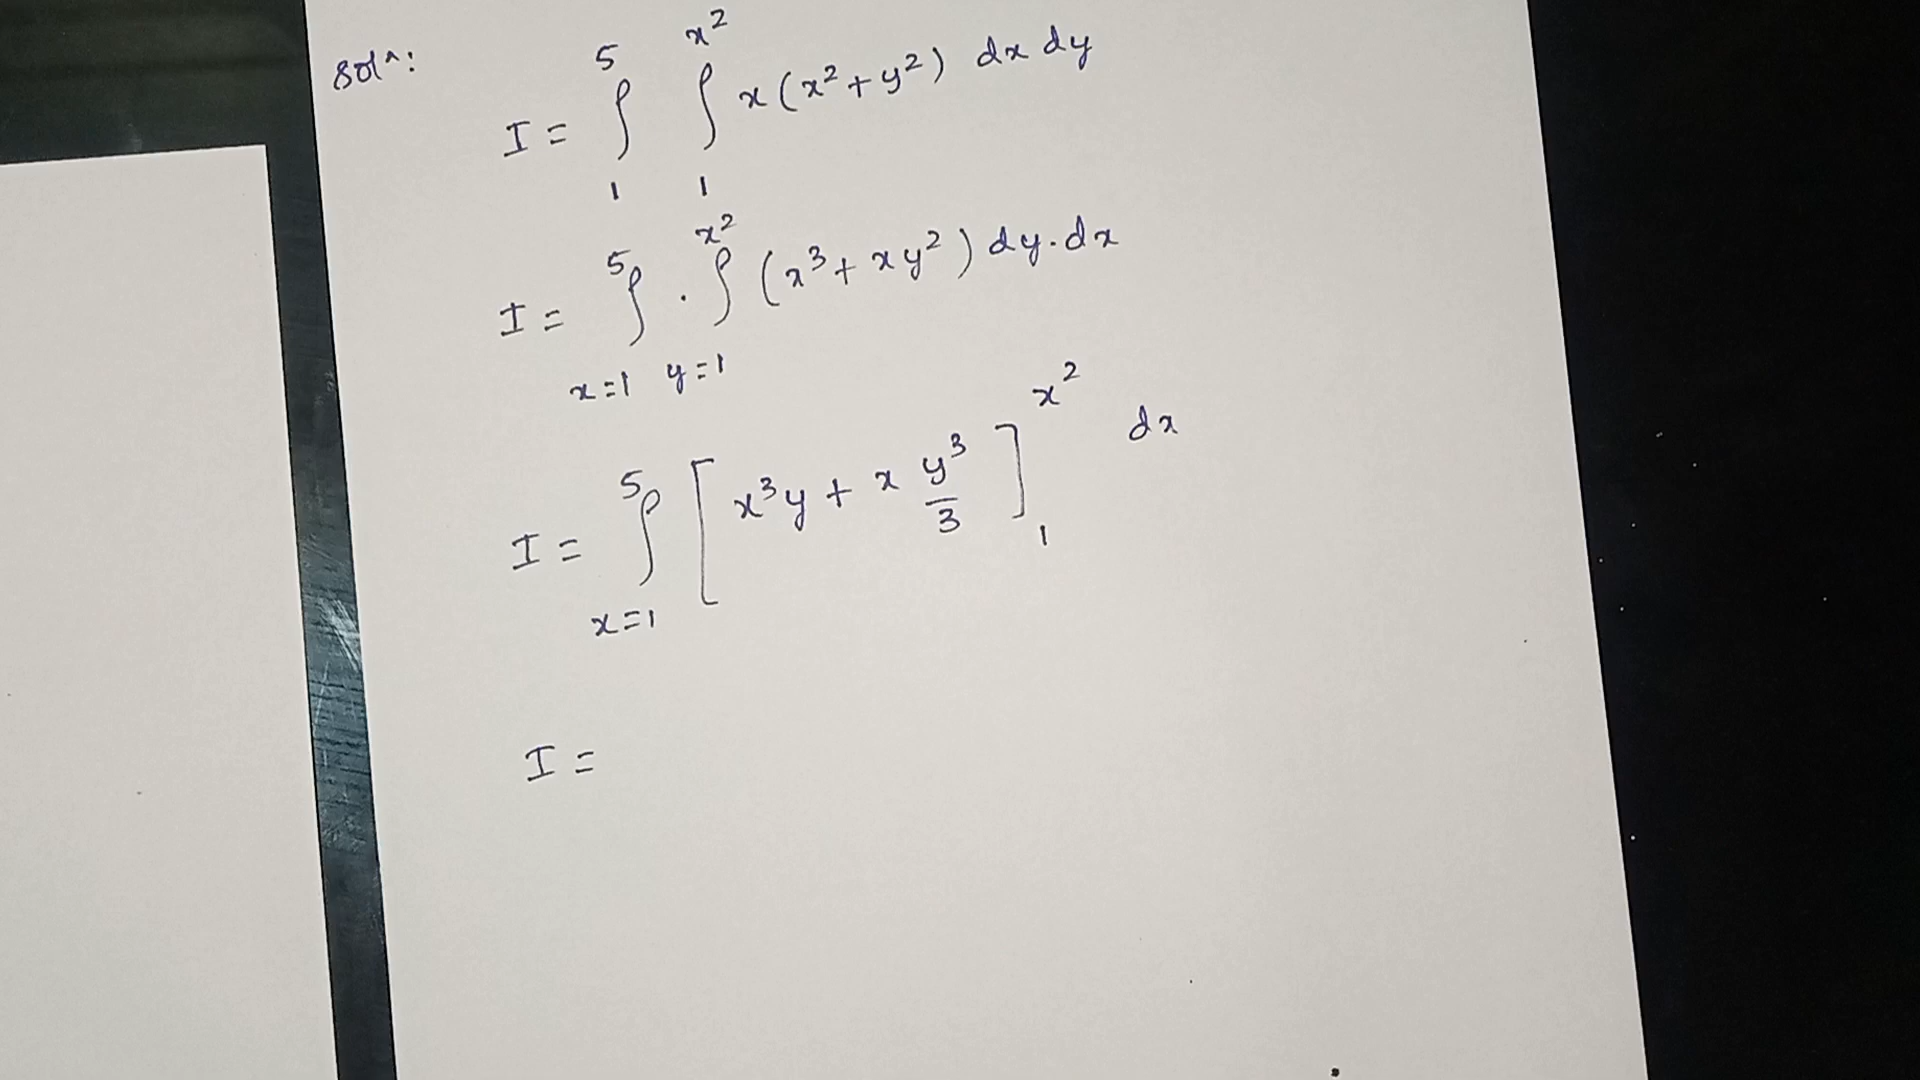 Solⁿ:
I = ∫₁⁵ ∫₁^{x²} x(x²+y²) dx dy
I = ∫_{x=1}^{5} . ∫_{y=1}^{x²} (x³ + xy²) dy.dx
I = ∫_{x=1}^{5} [ x³y + x y³/3 ]₁^{x²} dx
I =